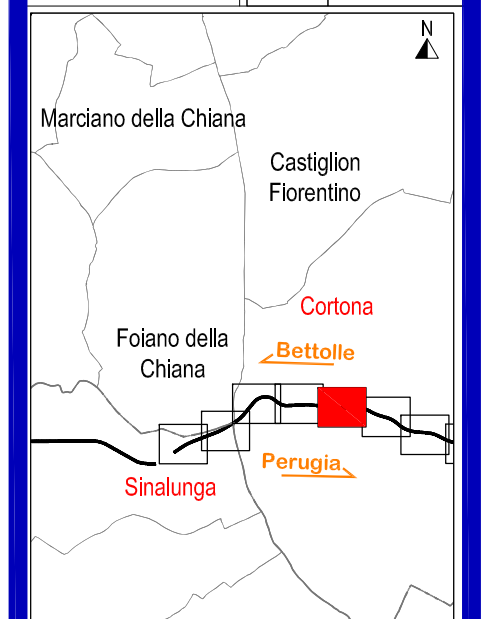 N
Marciano della Chiana
Castiglion
Fiorentino
Cortona
Foiano della
Chiana
Bettolle
Perugia
Sinalunga